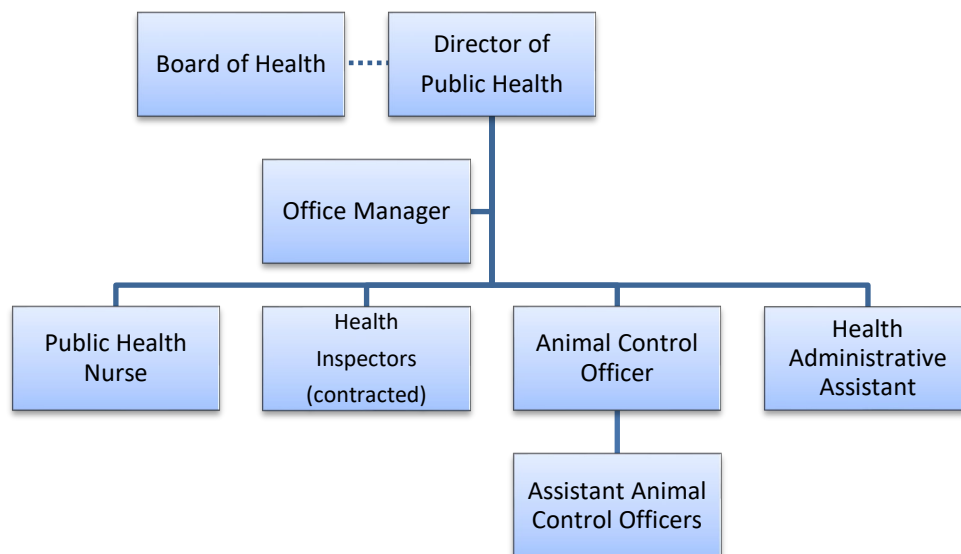 Board of Health
Director of
Public Health
Office Manager
Public Health
Nurse
Health
Inspectors
(contracted)
Animal Control
Officer
Health
Administrative
Assistant
Assistant Animal
Control Officers